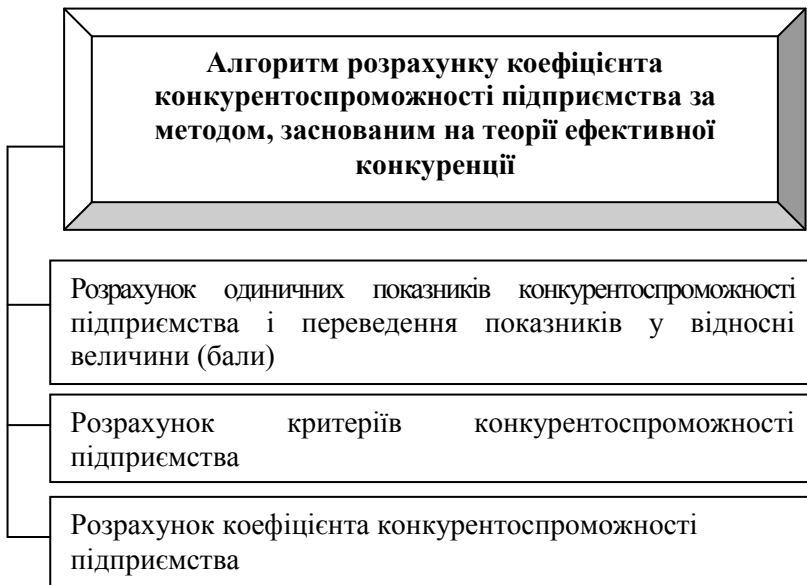 Алгоритм розрахунку коефіцієнта
конкурентоспроможності підприємства за
методом, заснованим на теорії ефективної
конкуренції
Розрахунок одиничних показників конкурентоспроможності
підприємства і переведення показників у відносні
величини (бали)
Розрахунок критеріїв конкурентоспроможності
підприємства
Розрахунок коефіцієнта конкурентоспроможності
підприємства